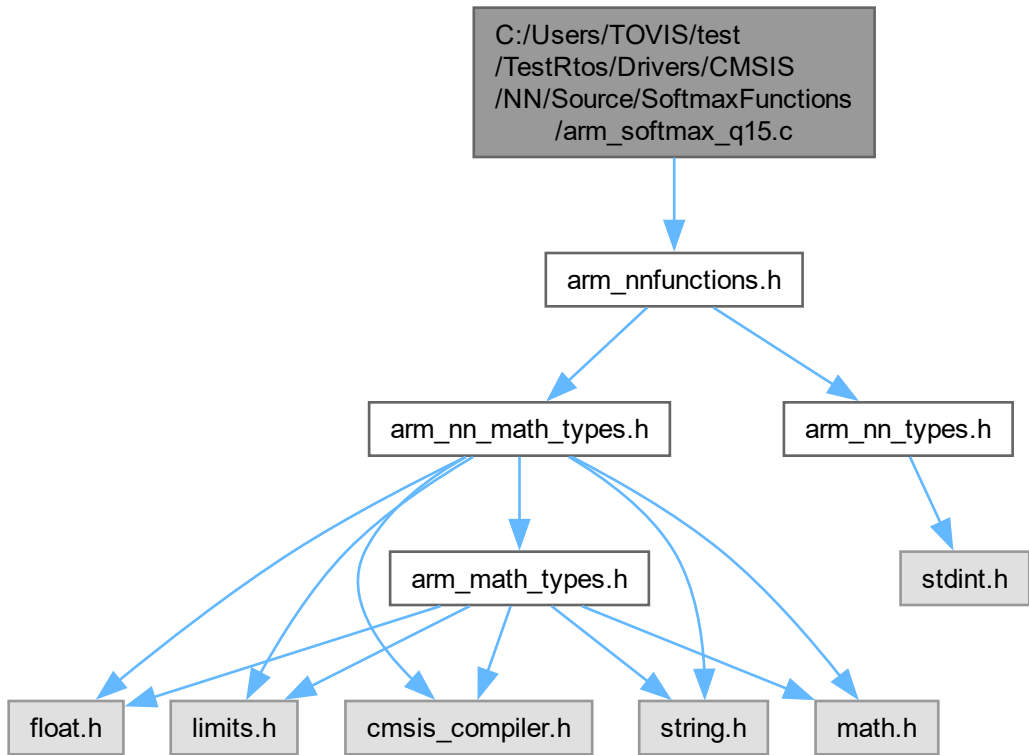 C:/Users/TOVIS/test
/TestRtos/Drivers/CMSIS
/NN/Source/SoftmaxFunctions
/arm_softmax_q15.c
arm_nnfunctions.h
arm_nn_math_types.h
arm_nn_types.h
arm_math_types.h
stdint.h
float.h
limits.h
cmsis_compiler.h
string.h
math.h